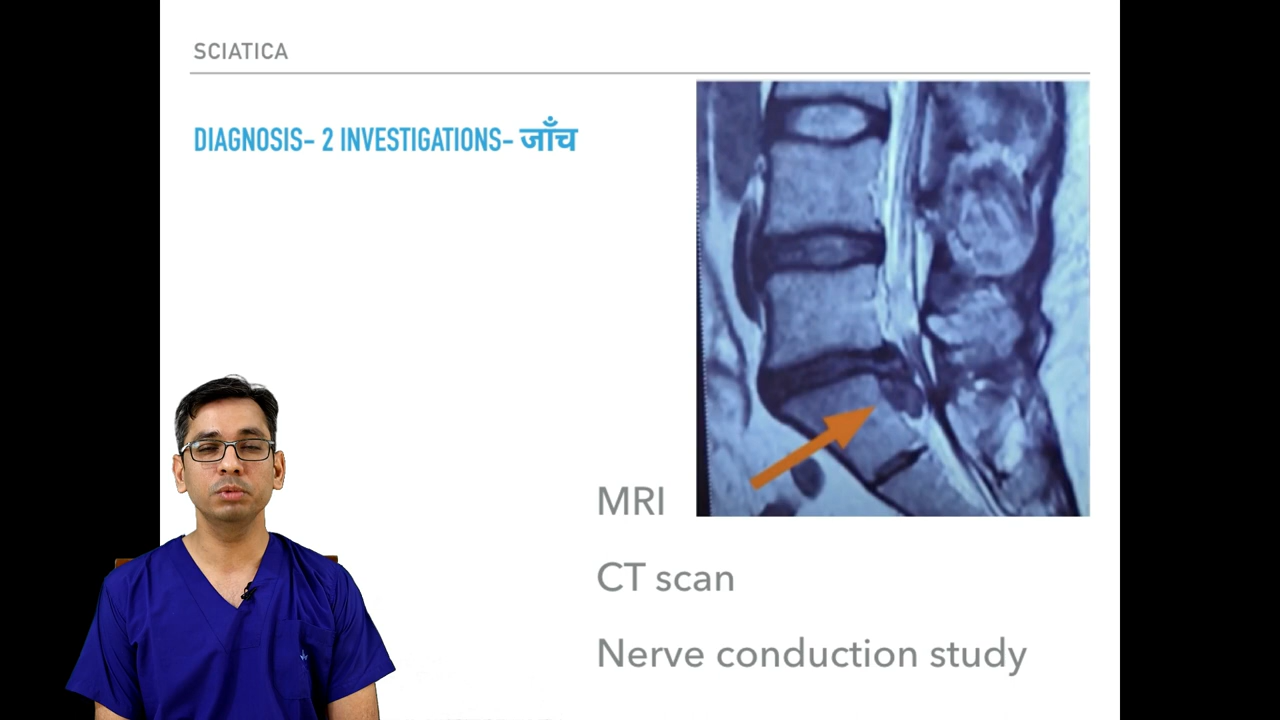 SCIATICA
DIAGNOSIS- 2 INVESTIGATIONS- जाँच
MRI
CT scan
Nerve conduction study